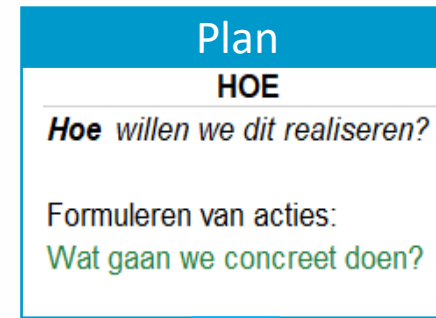 Plan
HOE
Hoe willen we dit realiseren?
Formuleren van acties:
Wat gaan we concreet doen?